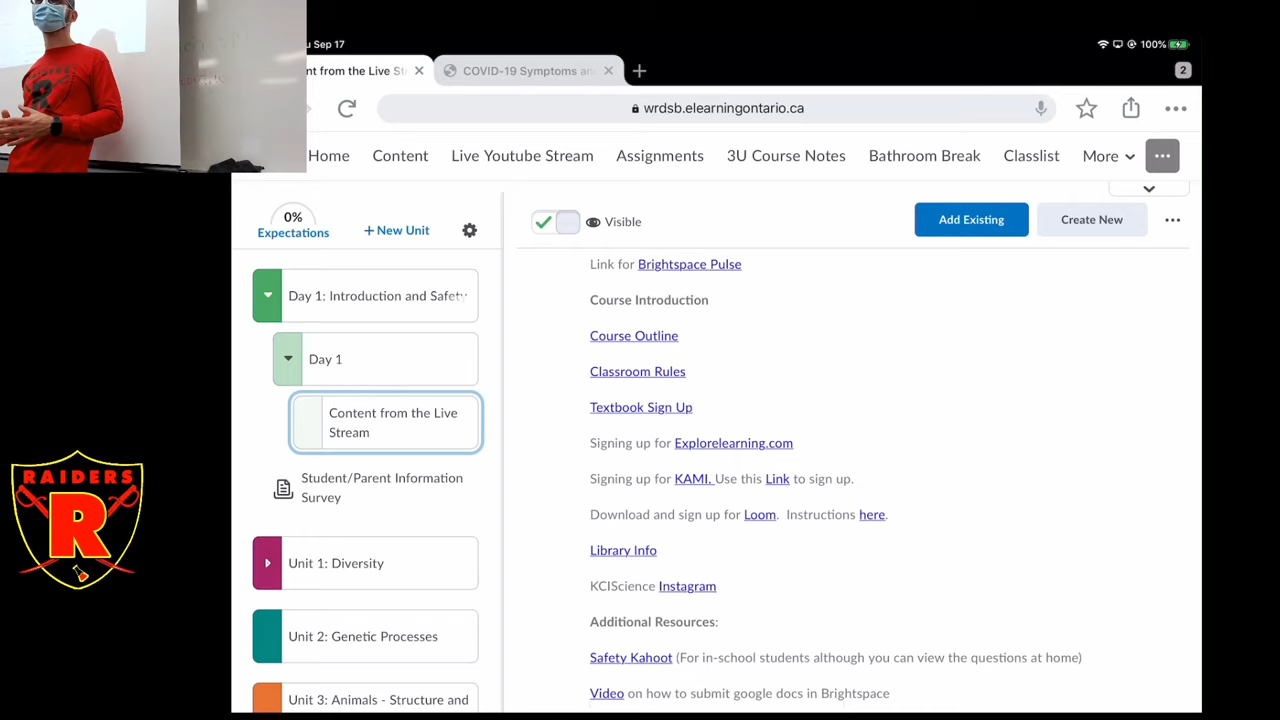 u Sep 17
100%
nt from the Live St
COVID-19 Symptoms an
2
wrdsb.elearningontario.ca
Home Content Live Youtube Stream Assignments 3U Course Notes Bathroom Break Classlist More
0%
Expectations
+ New Unit
Visible
Add Existing
Create New
Day 1: Introduction and Safety
Day 1
Content from the Live
Stream
Student/Parent Information
Survey
Unit 1: Diversity
Unit 2: Genetic Processes
Unit 3: Animals - Structure and
Link for Brightspace Pulse
Course Introduction
Course Outline
Classroom Rules
Textbook Sign Up
Signing up for Explorelearning.com
Signing up for KAMI. Use this Link to sign up.
Download and sign up for Loom. Instructions here.
Library Info
KCIScience Instagram
Additional Resources:
Safety Kahoot (For in-school students although you can view the questions at home)
Video on how to submit google docs in Brightspace
RAIDERS
R